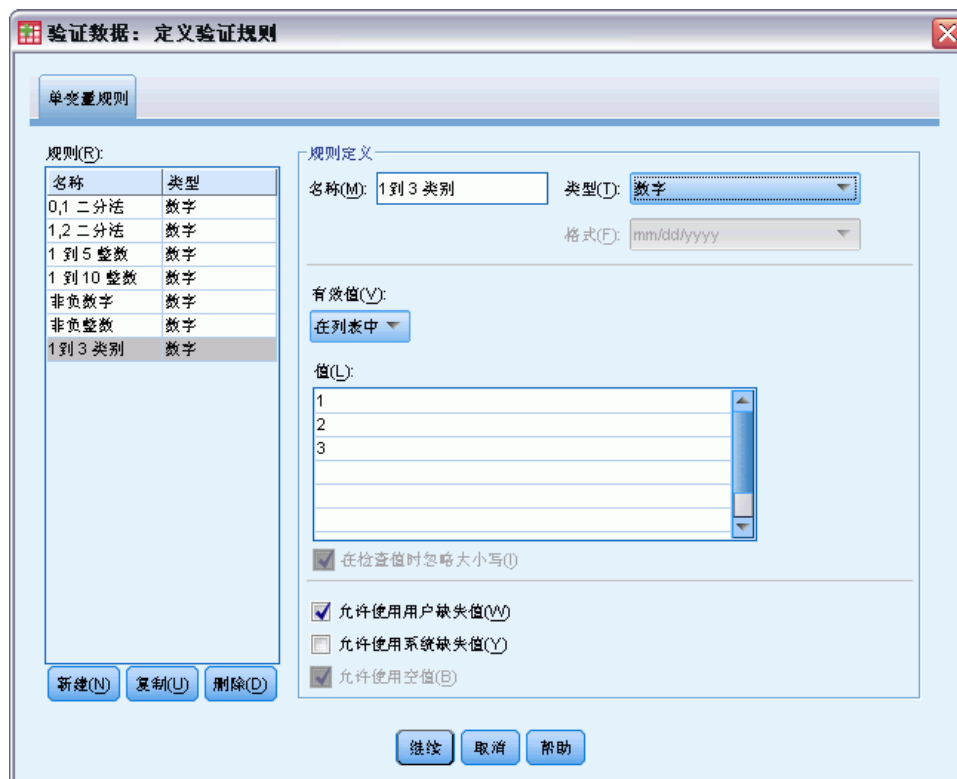 验证数据： 定义验证规则
单变量规则
规则(R):
名称 类型
0,1 二分法 数字
1,2 二分法 数字
1 到 5 整数 数字
1 到 10 整数 数字
非负数字 数字
非负整数 数字
1到 3 类别 数字
新建(N) 复制(U) 删除(D)
规则定义
名称(M): 1到 3 类别 类型(T): 数字
格式(F): mm/dd/yyyy
有效值(V):
在列表中
值(L):
1
2
3
在检查值时忽略大小写(I)
允许使用用户缺失值(W)
允许使用系统缺失值(Y)
允许使用空值(B)
继续 取消 帮助